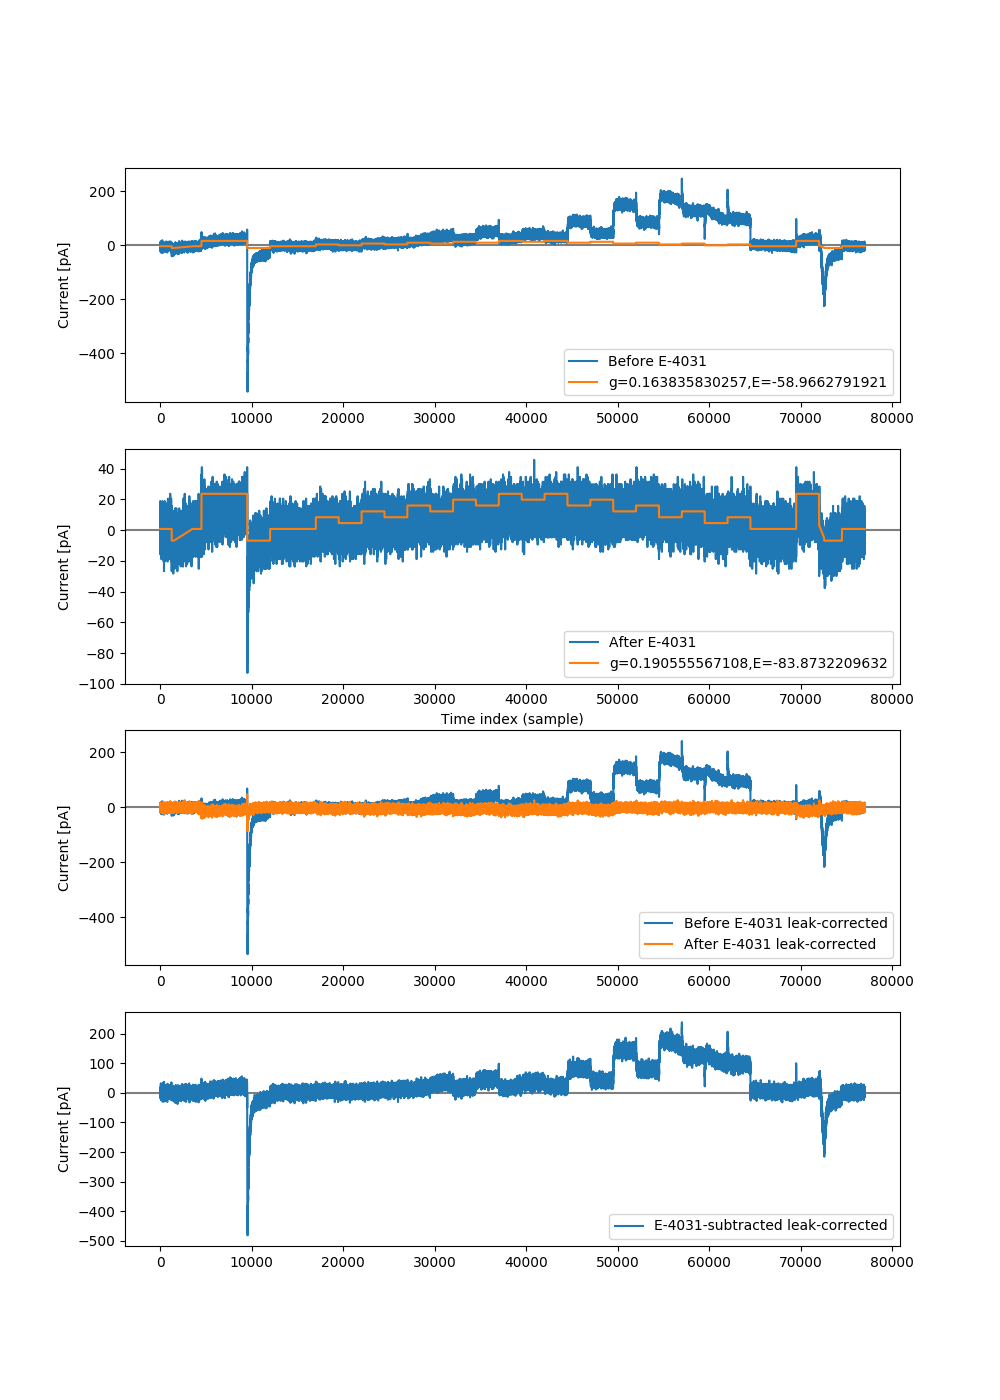 200
0
−200
−400
Current [pA]
Before E-4031
g=0.163835830257,E=-58.9662791921
0 10000 20000 30000 40000 50000 60000 70000 80000
40
20
0
−20
−40
−60
−80
−100
Current [pA]
After E-4031
g=0.190555567108,E=-83.8732209632
0 10000 20000 30000 40000 50000 60000 70000 80000
Time index (sample)
200
0
−200
−400
Current [pA]
Before E-4031 leak-corrected
After E-4031 leak-corrected
0 10000 20000 30000 40000 50000 60000 70000 80000
200
100
0
−100
−200
−300
−400
−500
Current [pA]
E-4031-subtracted leak-corrected
0 10000 20000 30000 40000 50000 60000 70000 80000